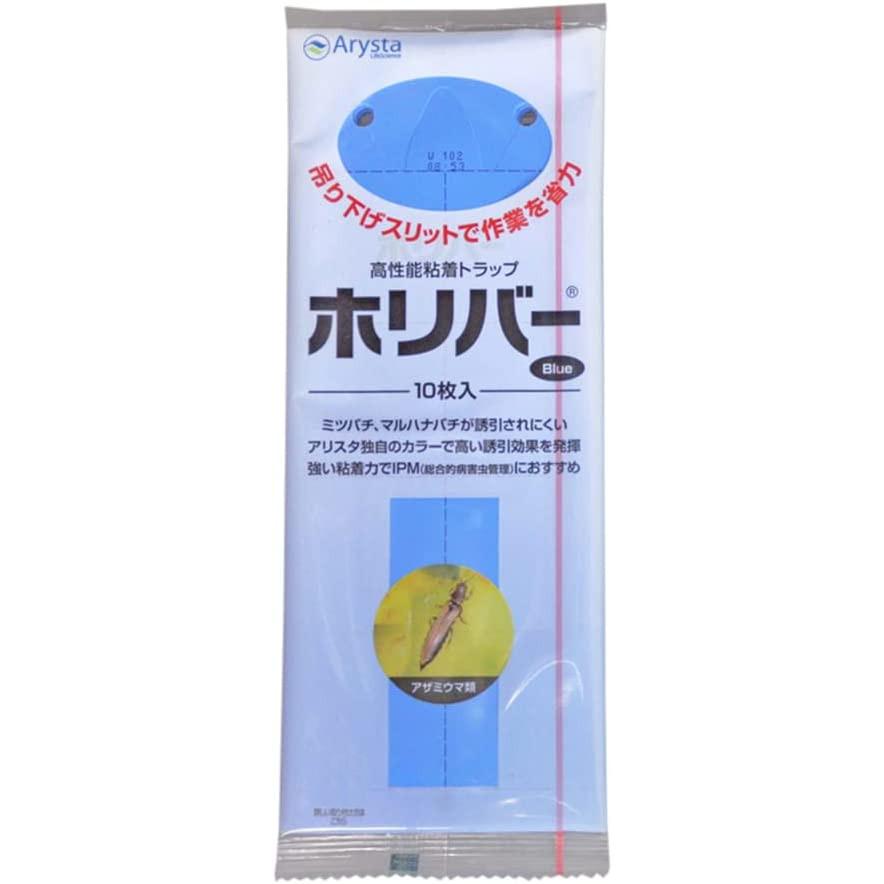 Arysta
LifeScience
W 102
08 53
吊り下げスリットで作業を省力
高性能粘着トラップ
ホリバー®
Blue
10枚入
ミツバチ、マルハナバチが誘引されにくい
アリスタ独自のカラーで高い誘引効果を発揮
強い粘着力でIPM(総合的病害虫管理)におすすめ
アザミウマ類